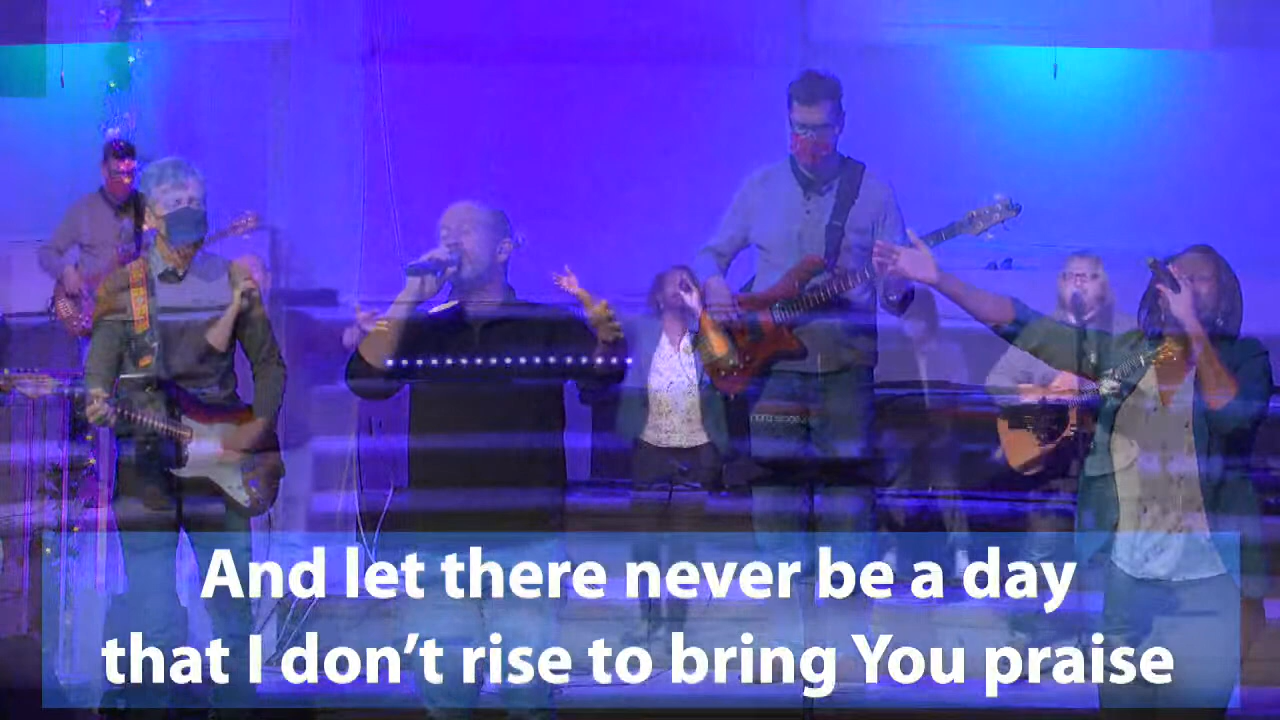 And let there never be a day
that I don’t rise to bring You praise